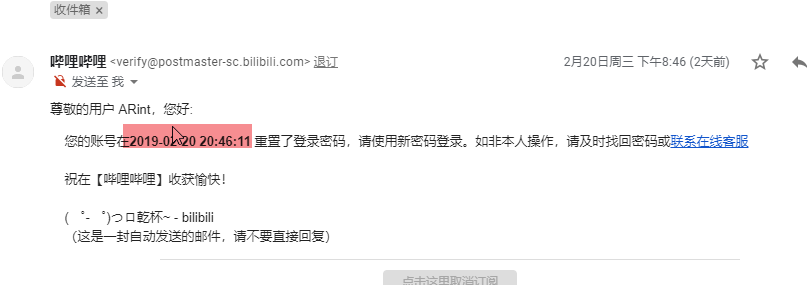 收件箱 ×
哔哩哔哩 <verify@postmaster-sc.bilibili.com> 退订
2月20日周三 下午8:46 (2天前)
发送至 我
尊敬的用户 ARint，您好:
您的账号在2019-02-20 20:46:11 重置了登录密码，请使用新密码登录。如非本人操作，请及时找回密码或联系在线客服
祝在【哔哩哔哩】收获愉快！
( ゜- ゜)つロ乾杯~ - bilibili
（这是一封自动发送的邮件，请不要直接回复）
点击这里取消订阅